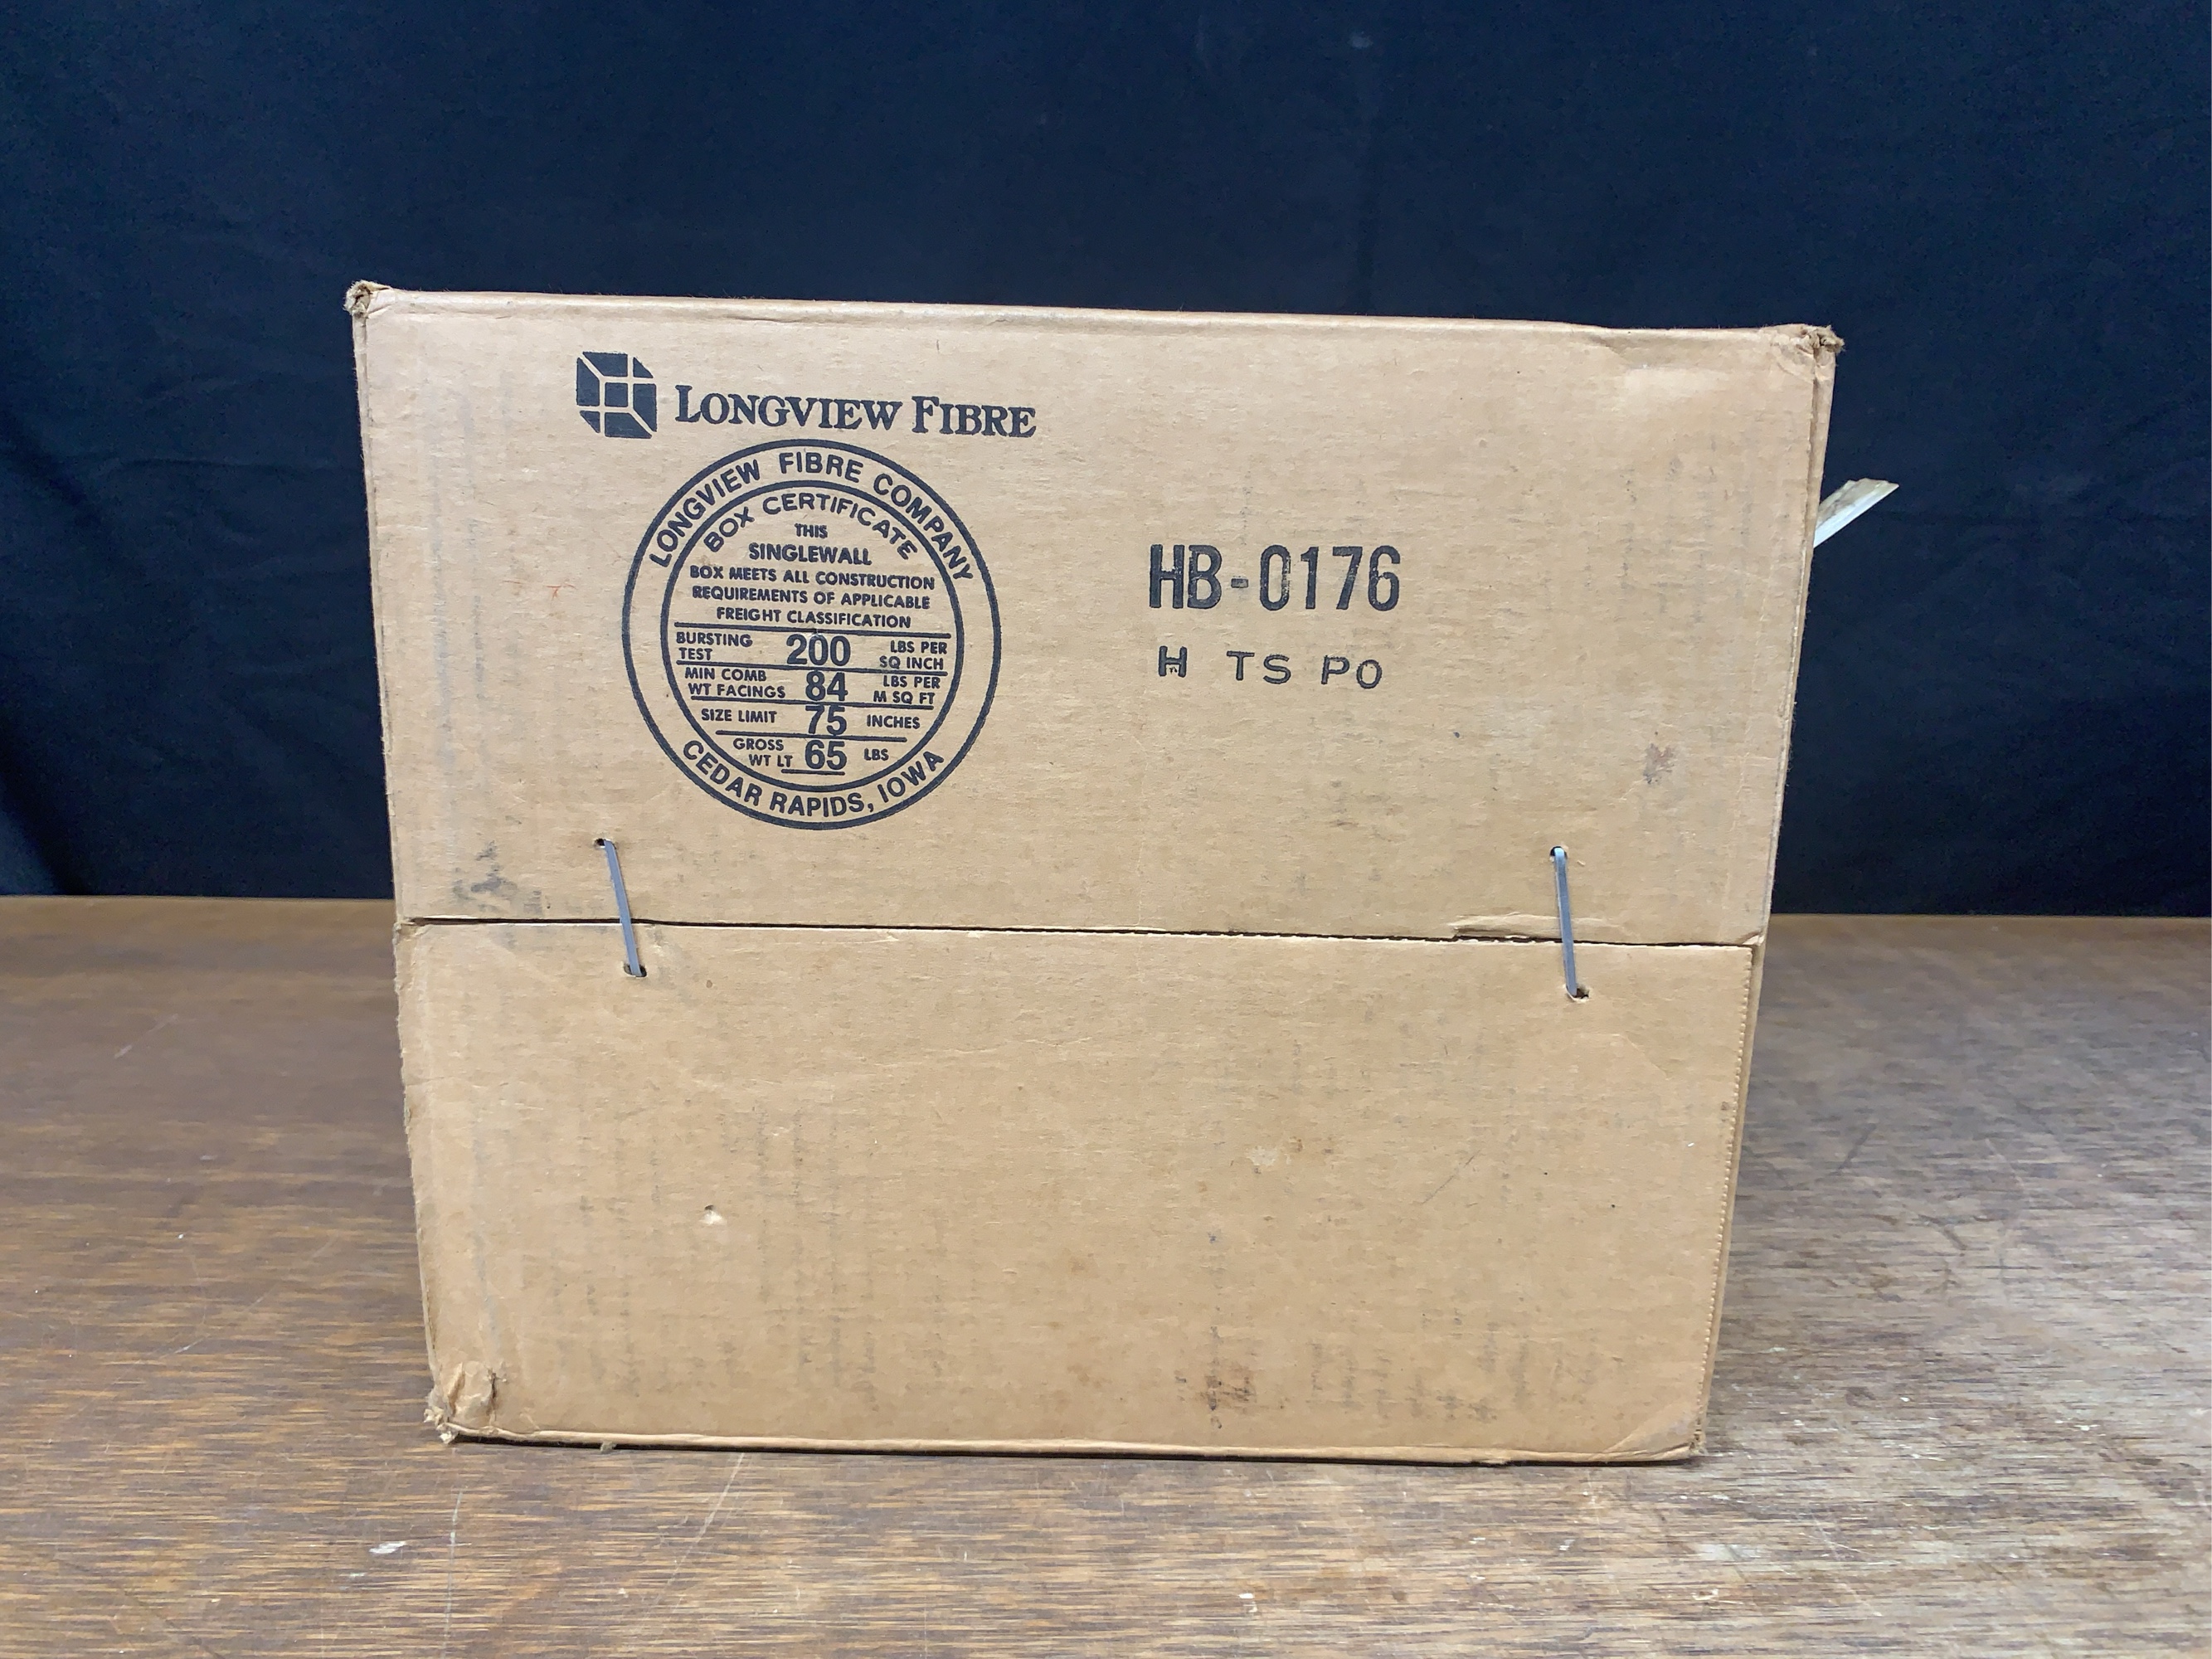 LONGVIEW FIBRE
LONGVIEW FIBRE COMPANY
BOX CERTIFICATE
THIS
SINGLEWALL
BOX MEETS ALL CONSTRUCTION
REQUIREMENTS OF APPLICABLE
FREIGHT CLASSIFICATION
BURSTING TEST 200 LBS PER SQ INCH
MIN COMB WT FACINGS 84 LBS PER M SQ FT
SIZE LIMIT 75 INCHES
GROSS WT LT 65 LBS
CEDAR RAPIDS, IOWA
HB-0176
H TS PO